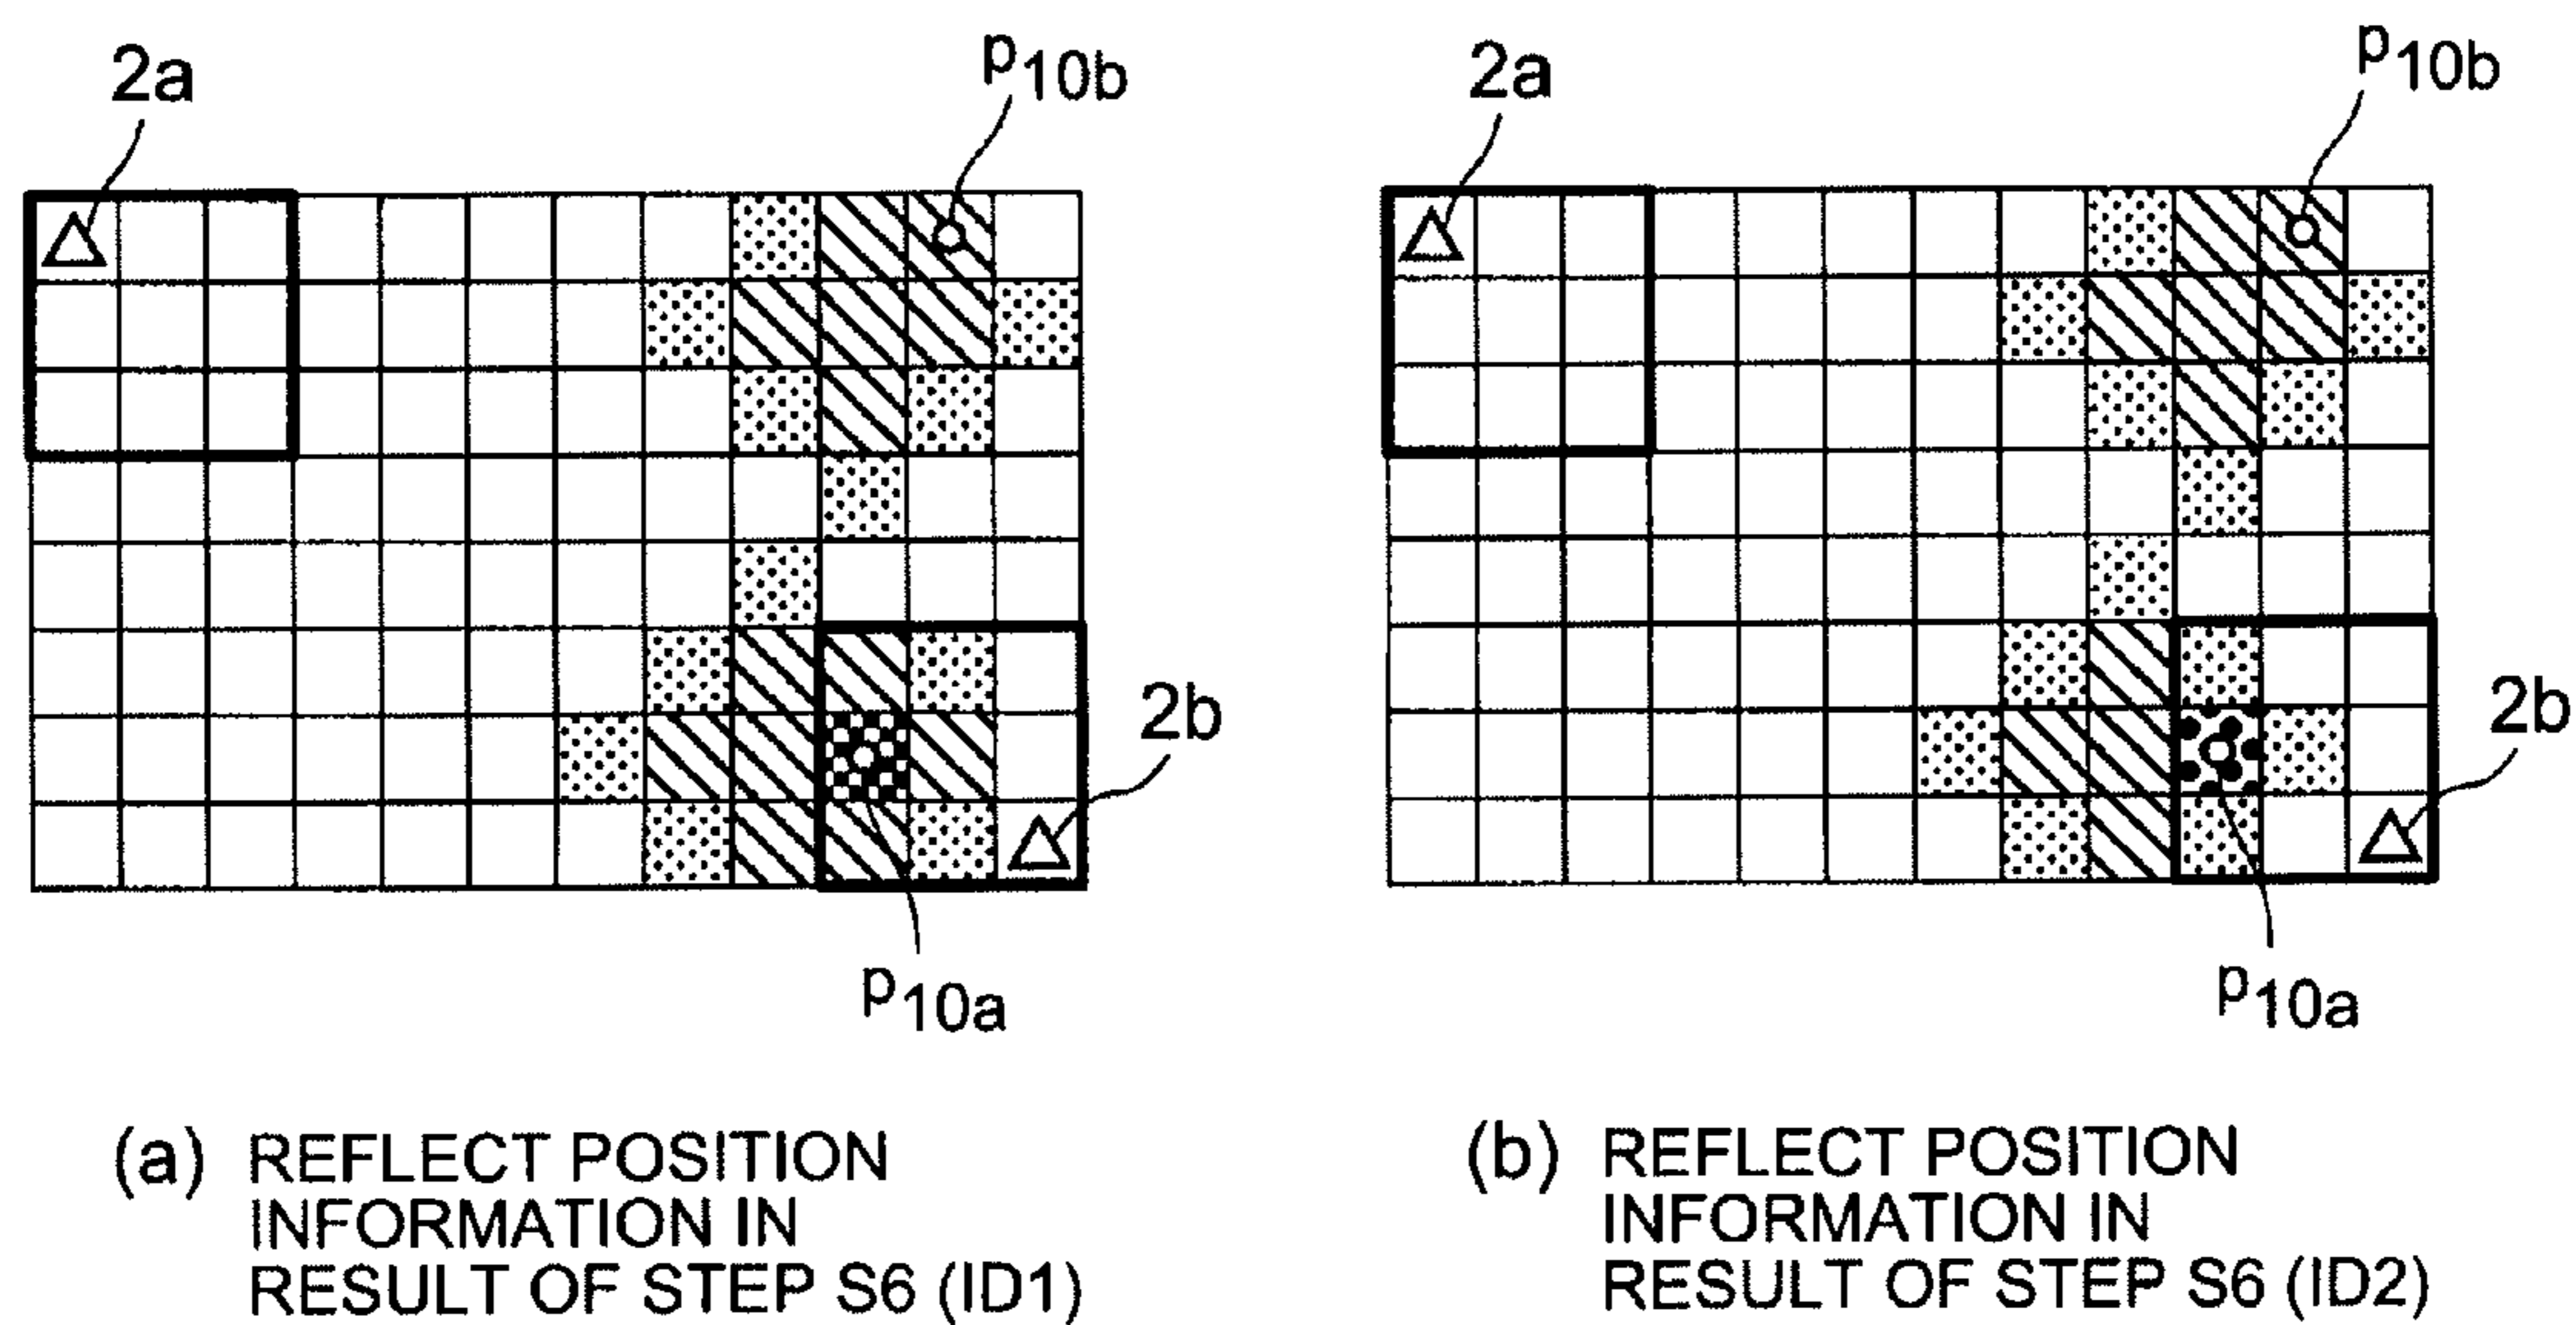 2a
p10b
2b
p10a
(a) REFLECT POSITION
INFORMATION IN
RESULT OF STEP S6 (ID1)
2a
p10b
2b
p10a
(b) REFLECT POSITION
INFORMATION IN
RESULT OF STEP S6 (ID2)